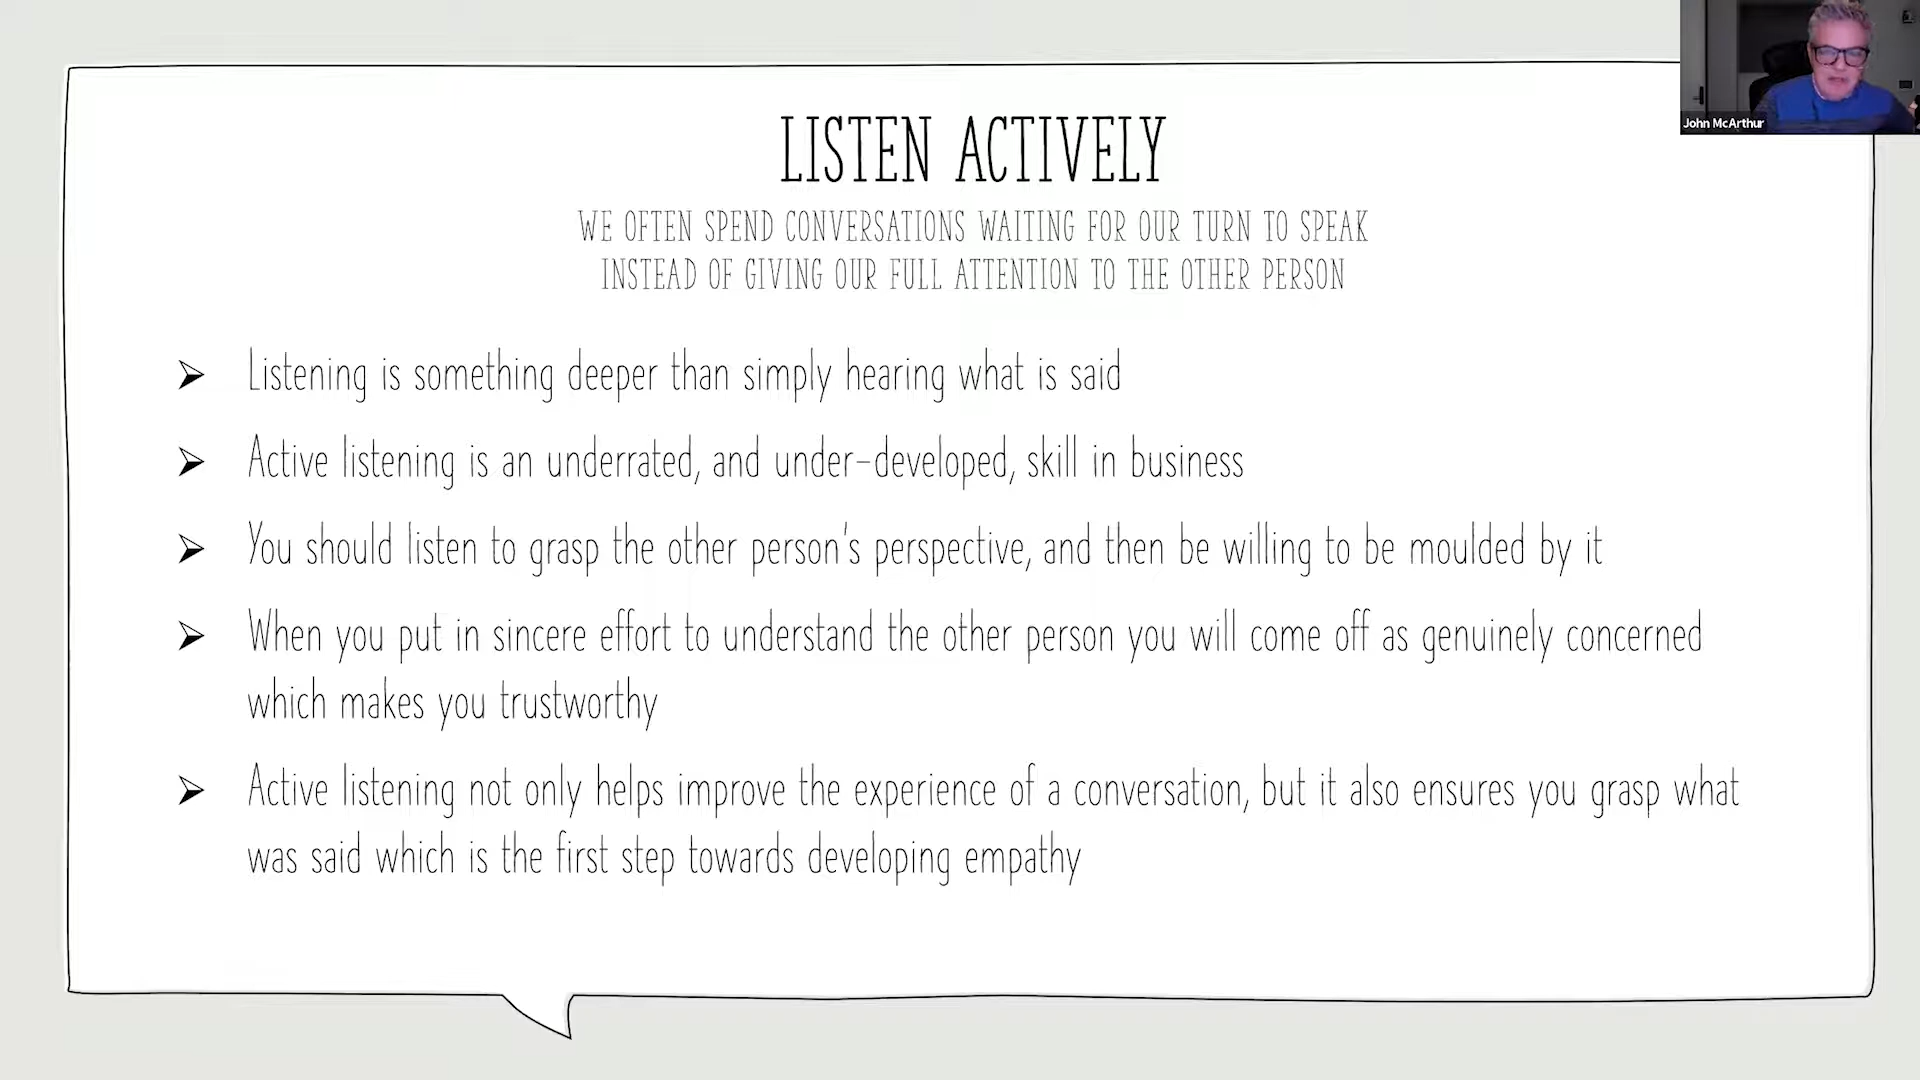 LISTEN ACTIVELY
WE OFTEN SPEND CONVERSATIONS WAITING FOR OUR TURN TO SPEAK
INSTEAD OF GIVING OUR FULL ATTENTION TO THE OTHER PERSON
Listening is something deeper than simply hearing what is said
Active listening is an underrated, and under-developed, skill in business
You should listen to grasp the other person's perspective, and then be willing to be moulded by it
When you put in sincere effort to understand the other person you will come off as genuinely concerned
which makes you trustworthy
Active listening not only helps improve the experience of a conversation, but it also ensures you grasp what
was said which is the first step towards developing empathy
John McArthur